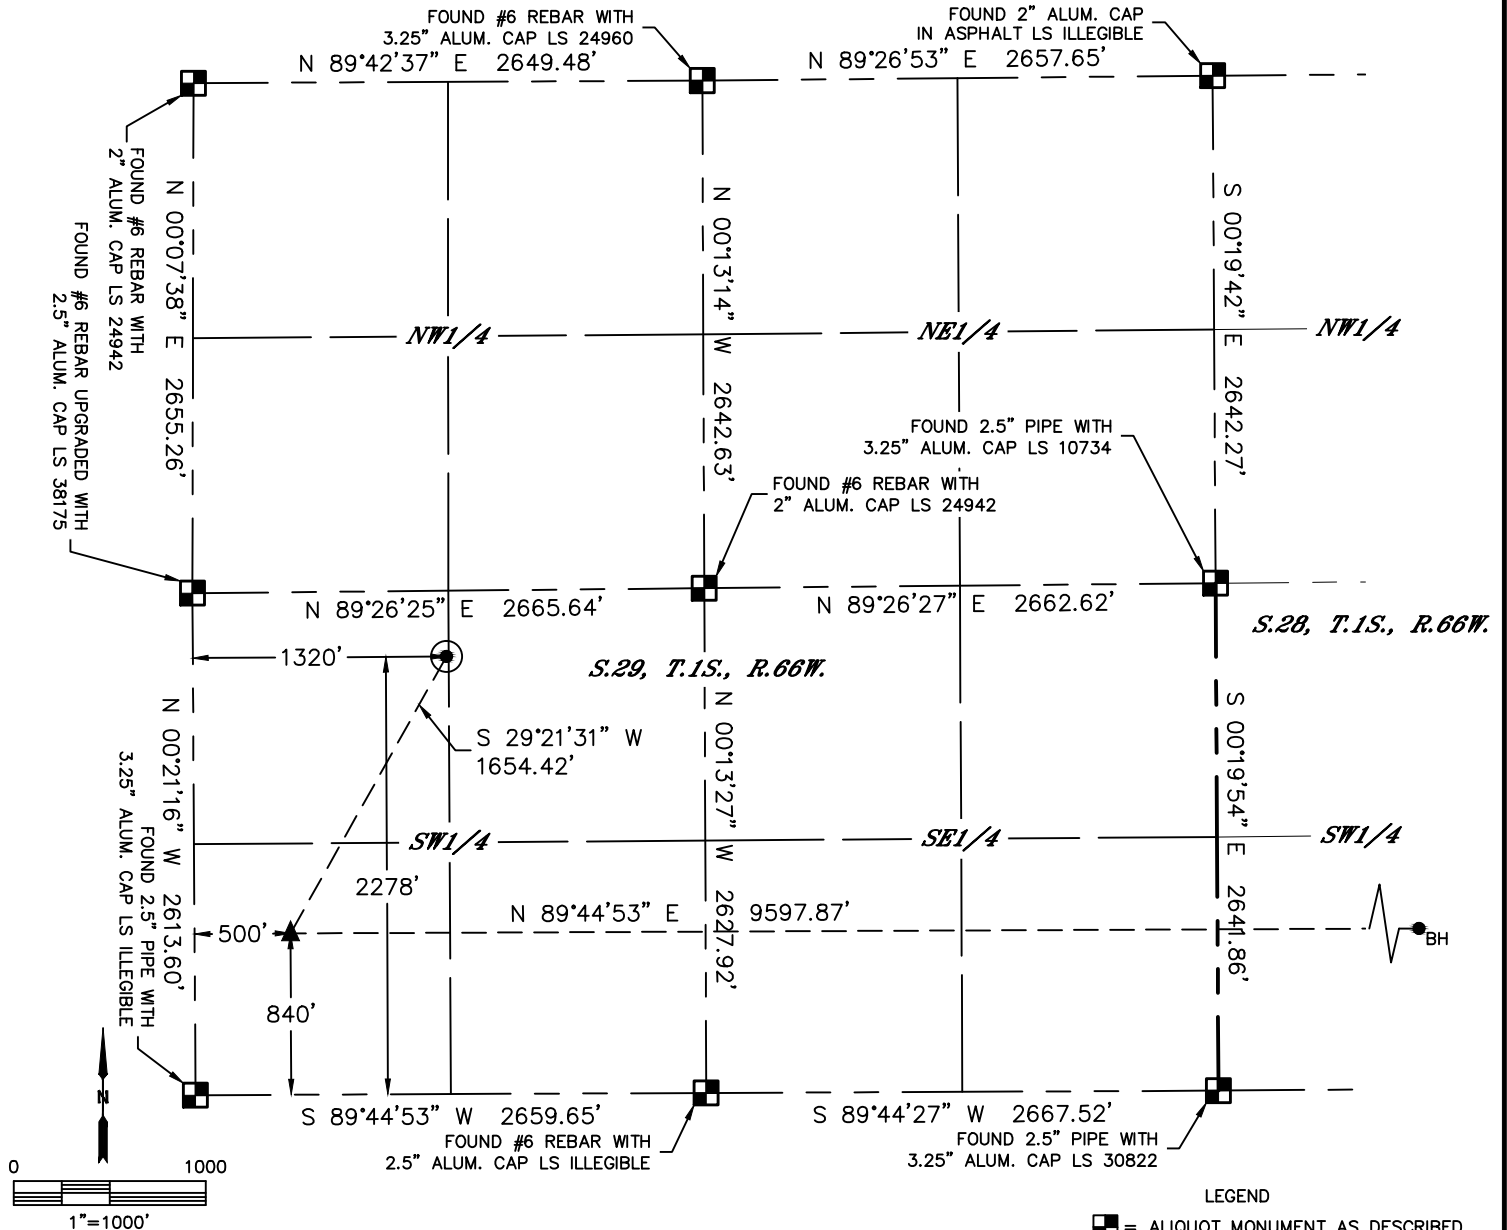 FOUND #6 REBAR WITH
3.25" ALUM. CAP LS 24960
FOUND 2" ALUM. CAP
IN ASPHALT LS ILLEGIBLE
N 89°42'37" E 2649.48'
N 89°26'53" E 2657.65'
FOUND #6 REBAR WITH
2" ALUM. CAP LS 24942
N 00°07'38" E 2655.26'
N 00°13'14" W 2642.63'
S 00°19'42" E 2642.27'
FOUND #6 REBAR UPGRADED WITH
2.5" ALUM. CAP LS 38175
NW1/4
NE1/4
NW1/4
FOUND 2.5" PIPE WITH
3.25" ALUM. CAP LS 10734
FOUND #6 REBAR WITH
2" ALUM. CAP LS 24942
N 89°26'25" E 2665.64'
N 89°26'27" E 2662.62'
S.28, T.1S., R.66W.
1320'
S.29, T.1S., R.66W.
N 00°21'16" W 2613.60'
N 00°13'27" W 2627.92'
S 00°19'54" E 2641.86'
S 29°21'31" W
1654.42'
FOUND 2.5" PIPE WITH
3.25" ALUM. CAP LS ILLEGIBLE
SW1/4
SE1/4
SW1/4
2278'
N 89°44'53" E 9597.87'
500'
BH
840'
N
S 89°44'53" W 2659.65'
S 89°44'27" W 2667.52'
FOUND #6 REBAR WITH
2.5" ALUM. CAP LS ILLEGIBLE
FOUND 2.5" PIPE WITH
3.25" ALUM. CAP LS 30822
0 1000
1"=1000'
LEGEND
= ALIQUOT MONUMENT AS DESCRIBED